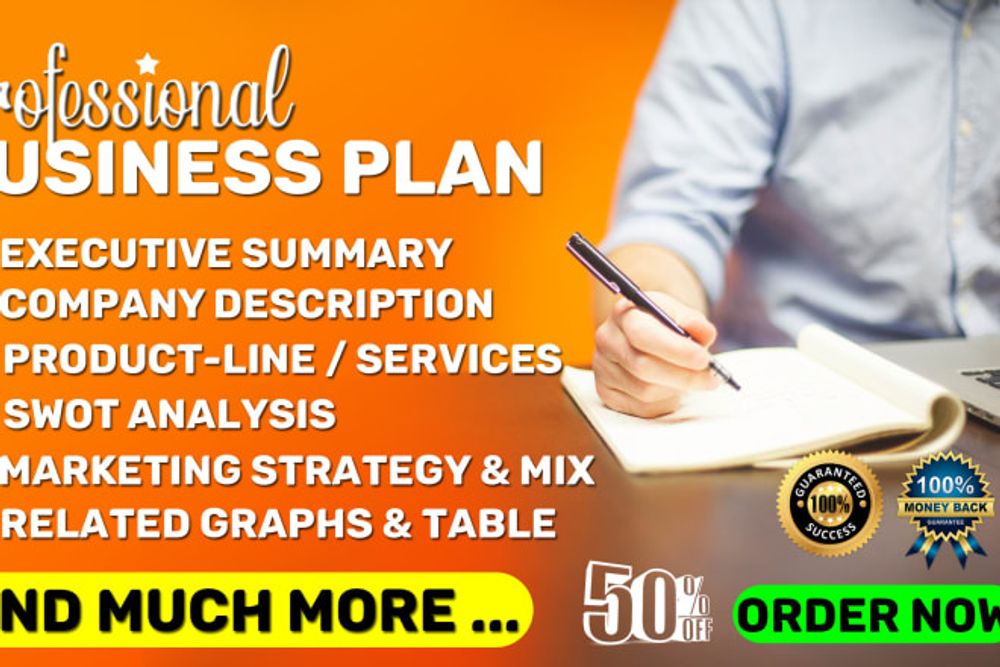 rofessional
USINESS PLAN
EXECUTIVE SUMMARY
COMPANY DESCRIPTION
PRODUCT-LINE / SERVICES
SWOT ANALYSIS
MARKETING STRATEGY & MIX
RELATED GRAPHS & TABLE
GUARANTEED
100%
SUCCESS
100%
MONEY BACK
GUARANTEE
ND MUCH MORE ...
50% OFF
ORDER NOW